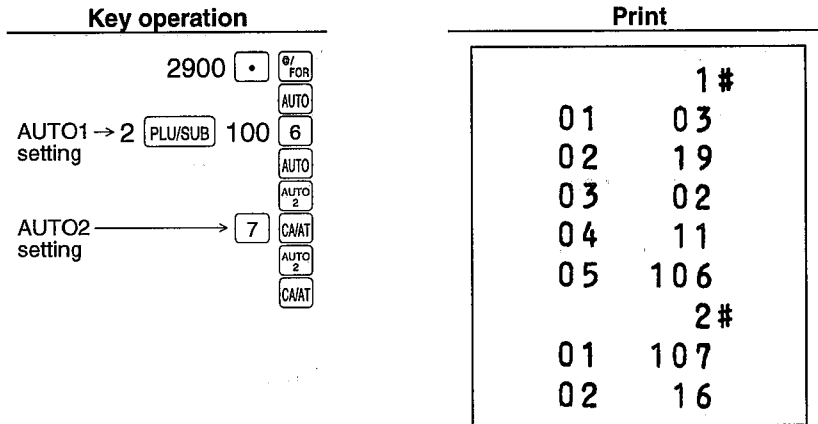 Key operation
2900 • @/FOR
AUTO
AUTO1 → 2 PLU/SUB 100 6
setting
AUTO
AUTO 2
AUTO2 → 7 CA/AT
setting
AUTO 2
CA/AT
Print
1#
01 03
02 19
03 02
04 11
05 106
2#
01 107
02 16